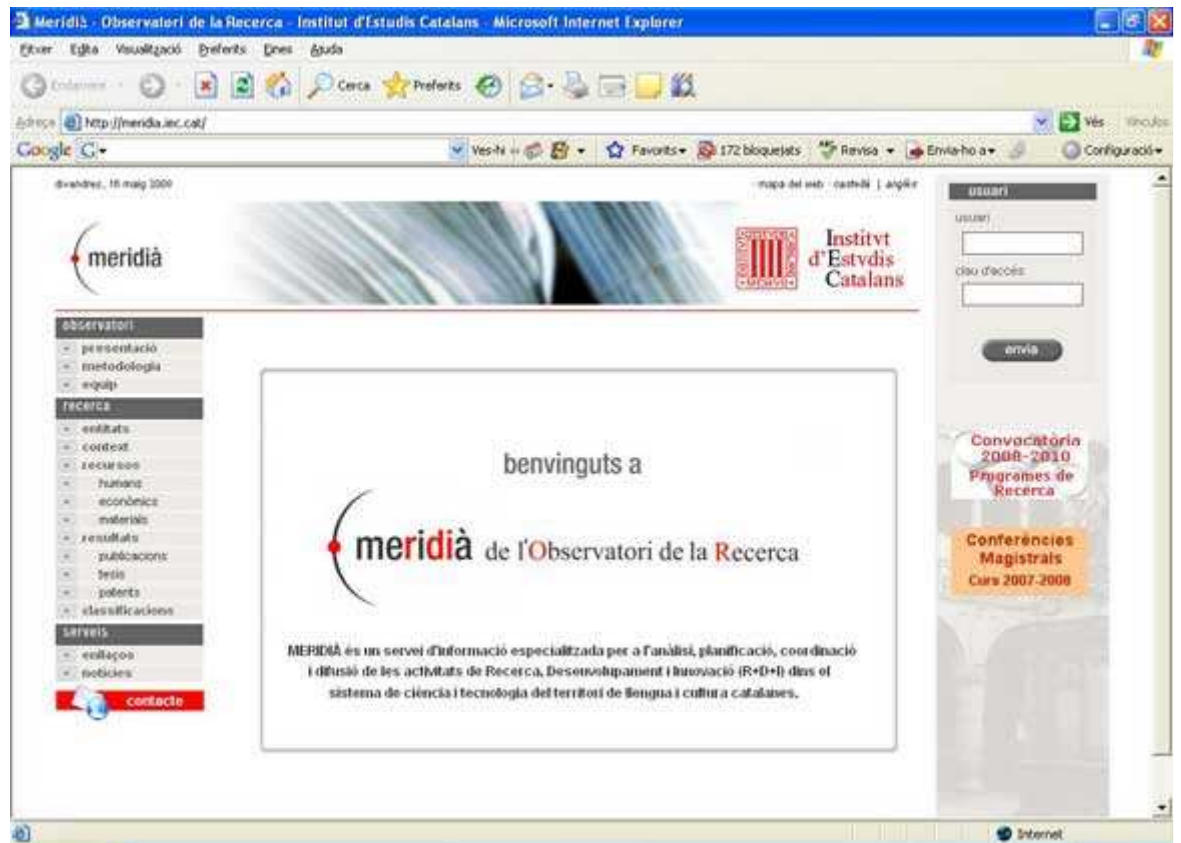 Meridià - Observatori de la Recerca - Institut d'Estudis Catalans - Microsoft Internet Explorer
Fitxer Edita Visualització Preferits Eines Ajuda
Endarrere Cerca Preferits
Adreça http://meridia.iec.cat/ Vés Vincles
Google Ves-hi Favorits 172 bloquejats Revisa Envia-ho a Configuració
divendres, 16 maig 2008
mapa del web castellà | anglès
meridià
Institvt
d'Estvdis
Catalans
observatori
presentació
metodologia
equip
recerca
entitats
context
recursos
humans
econòmics
materials
resultats
publicacions
tesis
patents
classificacions
serveis
enllaços
notícies
contacte
benvinguts a
meridià de l'Observatori de la Recerca
MERIDIÀ és un servei d'informació especialitzada per a l'anàlisi, planificació, coordinació
i difusió de les activitats de Recerca, Desenvolupament i Innovació (R+D+I) dins el
sistema de ciència i tecnologia del territori de llengua i cultura catalanes.
usuari
usuari
clau d'accés
envia
Convocatòria
2008-2010
Programes de
Recerca
Conferències
Magistrals
Curs 2007-2008
Internet